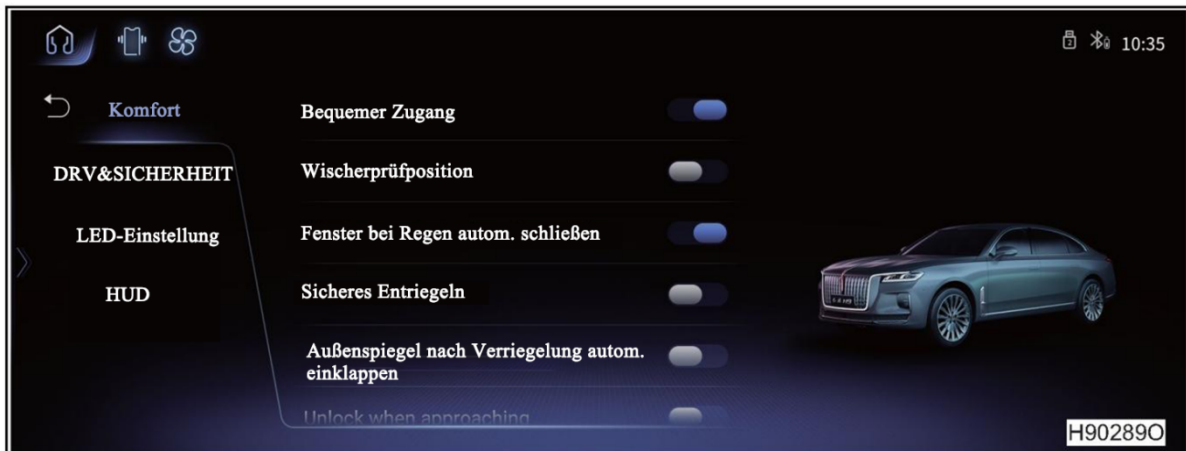 2
10:35
Komfort
Bequemer Zugang
DRV&SICHERHEIT
Wischerprüfposition
LED-Einstellung
Fenster bei Regen autom. schließen
HUD
Sicheres Entriegeln
Außenspiegel nach Verriegelung autom.
einklappen
Unlock when approaching
H90289O